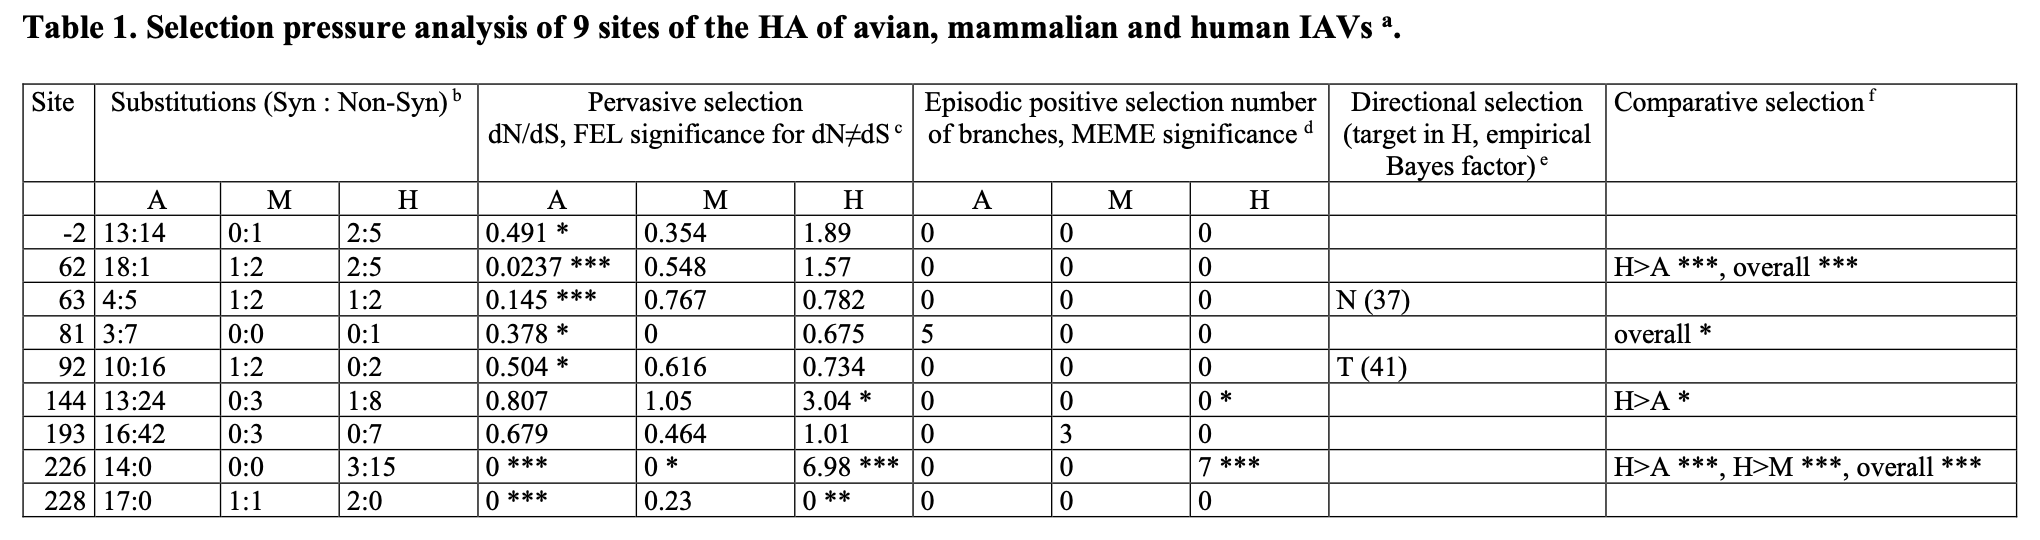 Table 1. Selection pressure analysis of 9 sites of the HA of avian, mammalian and human IAVs ᵃ.
Site Substitutions (Syn : Non-Syn) ᵇ Pervasive selection Episodic positive selection number Directional selection Comparative selection ᶠ
dN/dS, FEL significance for dN≠dS ᶜ of branches, MEME significance ᵈ (target in H, empirical
Bayes factor) ᵉ
A M H A M H A M H
-2 13:14 0:1 2:5 0.491 * 0.354 1.89 0 0 0
62 18:1 1:2 2:5 0.0237 *** 0.548 1.57 0 0 0 H>A ***, overall ***
63 4:5 1:2 1:2 0.145 *** 0.767 0.782 0 0 0 N (37)
81 3:7 0:0 0:1 0.378 * 0 0.675 5 0 0 overall *
92 10:16 1:2 0:2 0.504 * 0.616 0.734 0 0 0 T (41)
144 13:24 0:3 1:8 0.807 1.05 3.04 * 0 0 0 * H>A *
193 16:42 0:3 0:7 0.679 0.464 1.01 0 3 0
226 14:0 0:0 3:15 0 *** 0 * 6.98 *** 0 0 7 *** H>A ***, H>M ***, overall ***
228 17:0 1:1 2:0 0 *** 0.23 0 ** 0 0 0